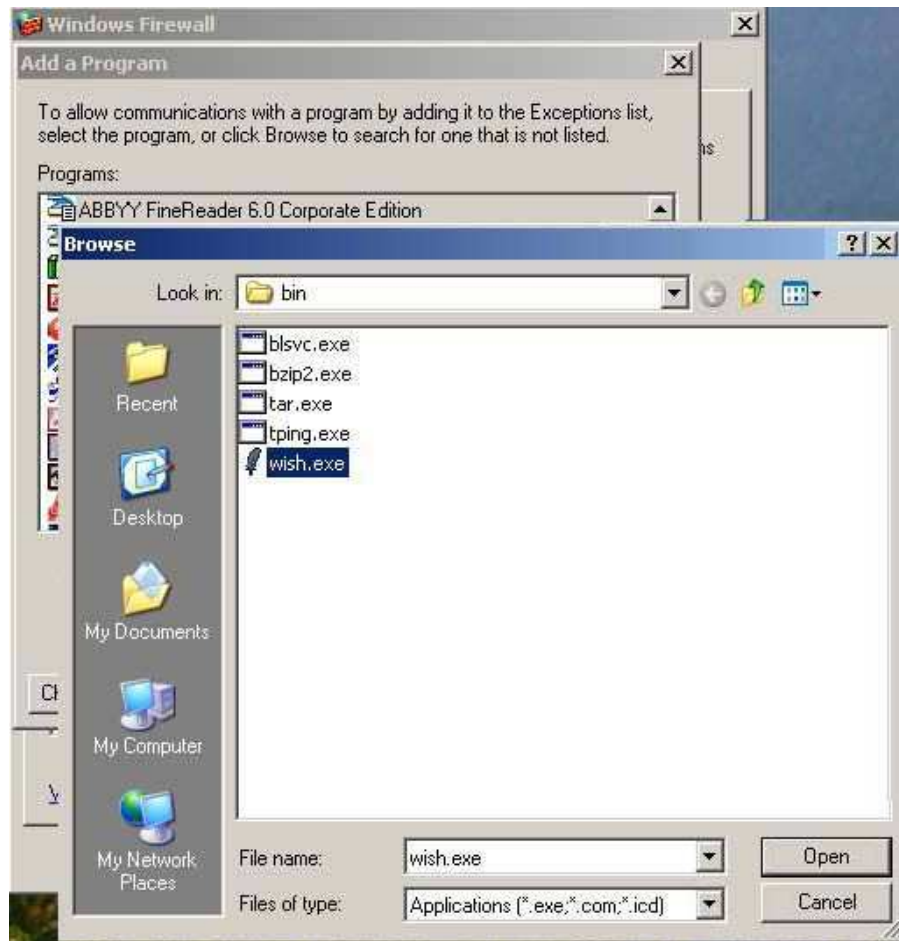 Windows Firewall
Add a Program
To allow communications with a program by adding it to the Exceptions list,
select the program, or click Browse to search for one that is not listed.
Programs:
ABBYY FineReader 6.0 Corporate Edition
Browse
Look in:
bin
blsvc.exe
bzip2.exe
tar.exe
tping.exe
wish.exe
Recent
Desktop
My Documents
My Computer
My Network
Places
File name:
wish.exe
Open
Files of type:
Applications (*.exe;*.com;*.icd)
Cancel